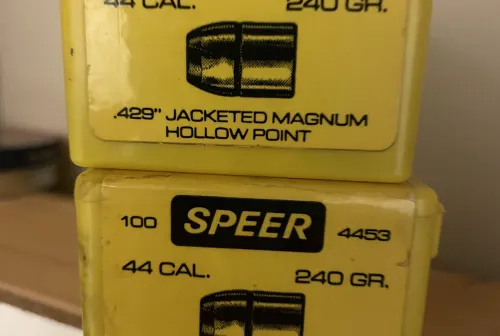 44 CAL. 240 GR.
.429" JACKETED MAGNUM
HOLLOW POINT
100 SPEER 4453
44 CAL. 240 GR.